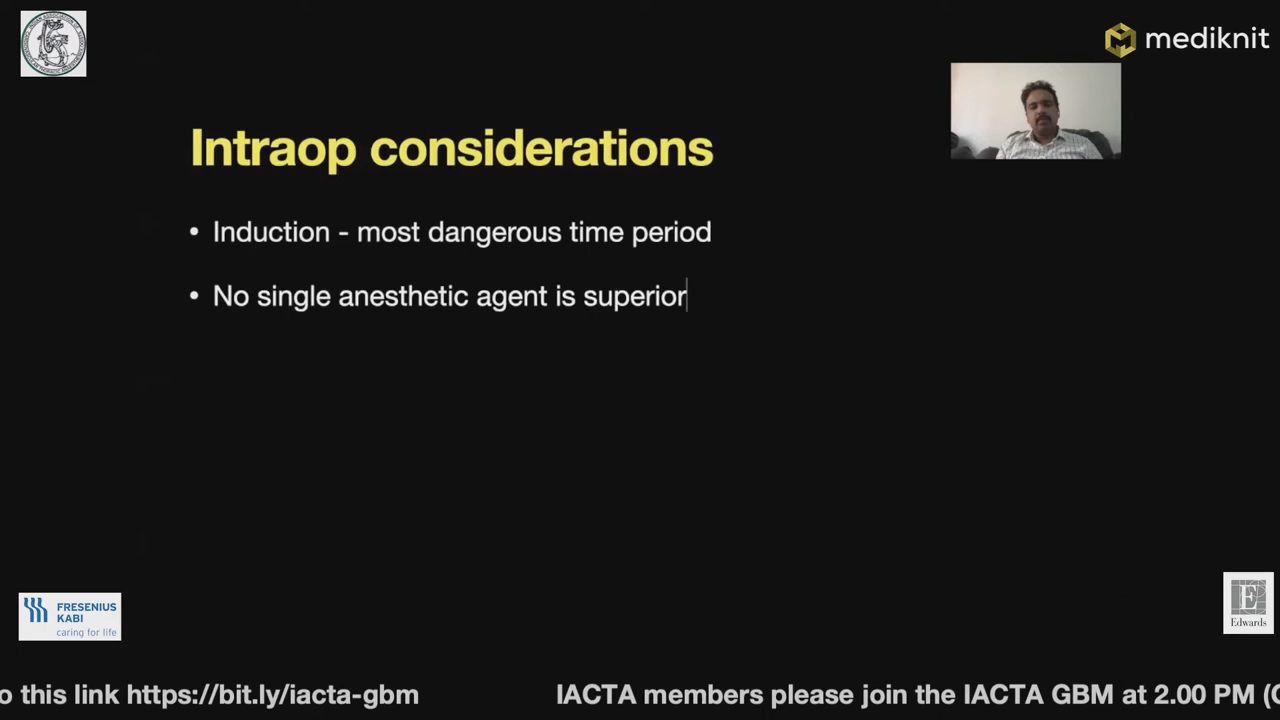 mediknit
Intraop considerations
• Induction - most dangerous time period
• No single anesthetic agent is superior
FRESENIUS
KABI
caring for life
E
Edwards
o this link https://bit.ly/iacta-gbm
IACTA members please join the IACTA GBM at 2.00 PM (